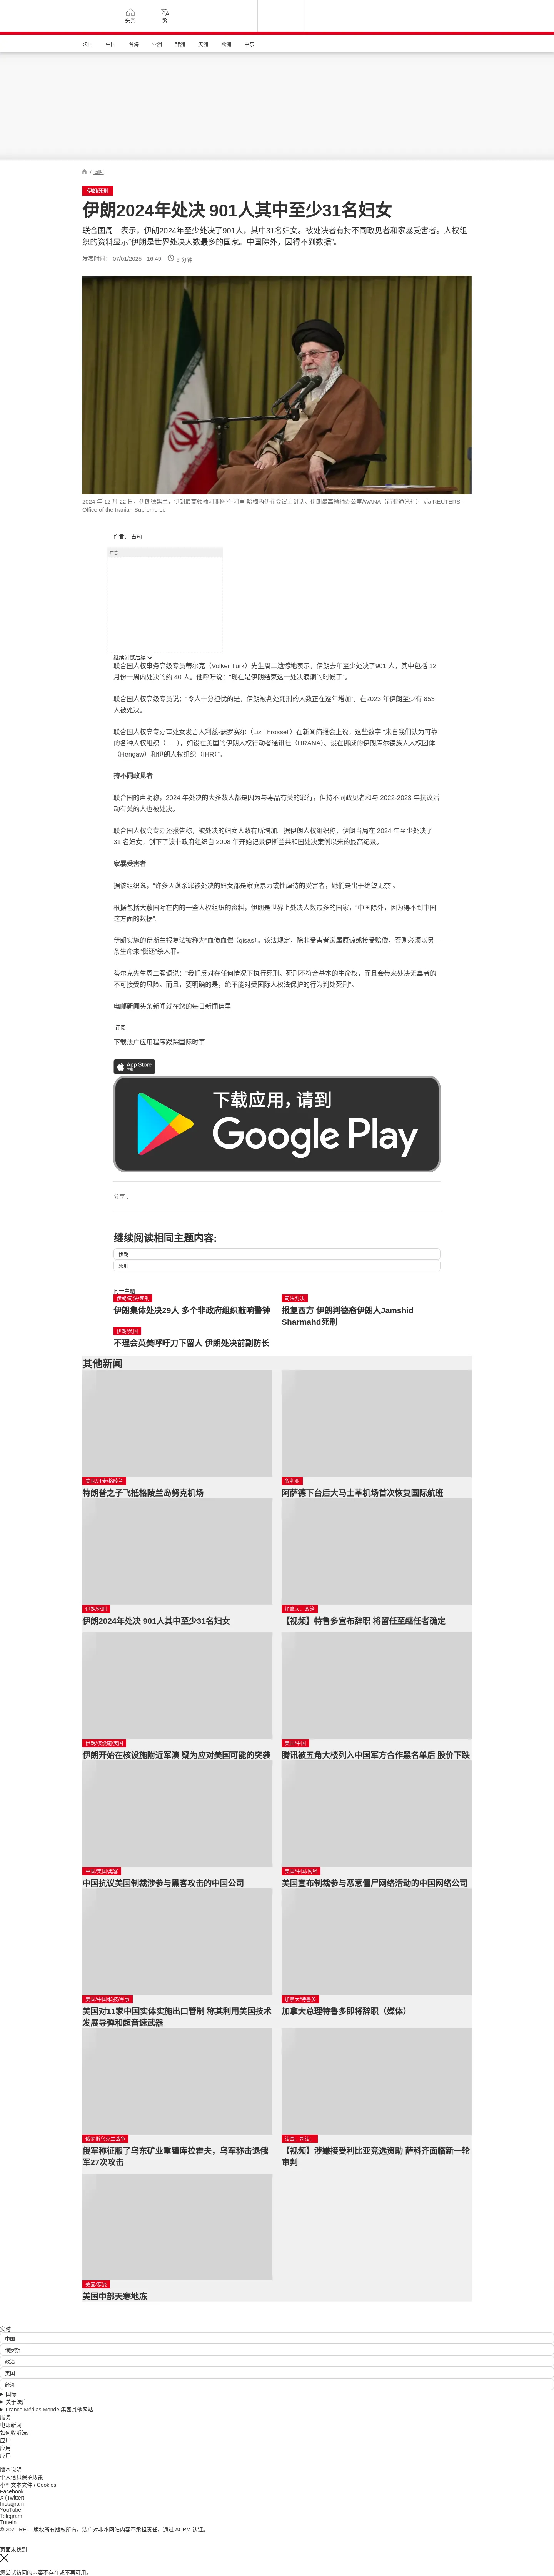 头条
繁
法国
中国
台海
亚洲
非洲
美洲
欧洲
中东
/ 国际
伊朗/死刑
伊朗2024年处决 901人其中至少31名妇女
联合国周二表示，伊朗2024年至少处决了901人，其中31名妇女。被处决者有持不同政见者和家暴受害者。人权组
织的资料显示“伊朗是世界处决人数最多的国家。中国除外，因得不到数据”。
发表时间： 07/01/2025 - 16:49
5 分钟
2024 年 12 月 22 日，伊朗德黑兰，伊朗最高领袖阿亚图拉·阿里·哈梅内伊在会议上讲话。伊朗最高领袖办公室/WANA（西亚通讯社） via REUTERS -
Office of the Iranian Supreme Le
作者： 古莉
广告
继续浏览后续
联合国人权事务高级专员蒂尔克（Volker Türk）先生周二遗憾地表示，伊朗去年至少处决了901 人，其中包括 12
月份一周内处决的约 40 人。他呼吁说：“现在是伊朗结束这一处决浪潮的时候了”。
联合国人权高级专员说：“令人十分担忧的是，伊朗被判处死刑的人数正在逐年增加”。在2023 年伊朗至少有 853
人被处决。
联合国人权高专办事处女发言人利兹-瑟罗赛尔（Liz Throssell）在新闻简报会上说，这些数字 “来自我们认为可靠
的各种人权组织（......），如设在美国的伊朗人权行动者通讯社（HRANA）、设在挪威的伊朗库尔德族人人权团体
（Hengaw）和伊朗人权组织（IHR）”。
持不同政见者
联合国的声明称，2024 年处决的大多数人都是因为与毒品有关的罪行，但持不同政见者和与 2022-2023 年抗议活
动有关的人也被处决。
联合国人权高专办还报告称，被处决的妇女人数有所增加。据伊朗人权组织称，伊朗当局在 2024 年至少处决了
31 名妇女，创下了该非政府组织自 2008 年开始记录伊斯兰共和国处决案例以来的最高纪录。
家暴受害者
据该组织说，“许多因谋杀罪被处决的妇女都是家庭暴力或性虐待的受害者，她们是出于绝望无奈”。
根据包括大赦国际在内的一些人权组织的资料，伊朗是世界上处决人数最多的国家，“中国除外，因为得不到中国
这方面的数据”。
伊朗实施的伊斯兰报复法被称为“血债血偿”（qisas）。该法规定，除非受害者家属原谅或接受赔偿，否则必须以另一
条生命来“偿还”杀人罪。
蒂尔克先生周二强调说：“我们反对在任何情况下执行死刑。死刑不符合基本的生命权，而且会带来处决无辜者的
不可接受的风险。而且，要明确的是，绝不能对受国际人权法保护的行为判处死刑”。
电邮新闻头条新闻就在您的每日新闻信里
订阅
下载法广应用程序跟踪国际时事
App Store
下载
下载应用，请到
Google Play
分享 :
继续阅读相同主题内容:
伊朗
死刑
同一主题
伊朗/司法/死刑
伊朗集体处决29人 多个非政府组织敲响警钟
司法判决
报复西方 伊朗判德裔伊朗人Jamshid
Sharmahd死刑
伊朗/英国
不理会英美呼吁刀下留人 伊朗处决前副防长
其他新闻
美国/丹麦/格陵兰
特朗普之子飞抵格陵兰岛努克机场
叙利亚
阿萨德下台后大马士革机场首次恢复国际航班
伊朗/死刑
伊朗2024年处决 901人其中至少31名妇女
加拿大、政治
【视频】特鲁多宣布辞职 将留任至继任者确定
伊朗/核设施/美国
伊朗开始在核设施附近军演 疑为应对美国可能的突袭
美国/中国
腾讯被五角大楼列入中国军方合作黑名单后 股价下跌
中国/美国/黑客
中国抗议美国制裁涉参与黑客攻击的中国公司
美国/中国/网络
美国宣布制裁参与恶意僵尸网络活动的中国网络公司
美国/中国/科技/军事
美国对11家中国实体实施出口管制 称其利用美国技术
发展导弹和超音速武器
加拿大/特鲁多
加拿大总理特鲁多即将辞职（媒体）
俄罗斯乌克兰战争
俄军称征服了乌东矿业重镇库拉霍夫，乌军称击退俄
军27次攻击
法国、司法、
【视频】涉嫌接受利比亚竞选资助 萨科齐面临新一轮
审判
美国/寒流
美国中部天寒地冻
实时
中国
俄罗斯
政治
美国
经济
国际
关于法广
France Médias Monde 集团其他网站
服务
电邮新闻
如何收听法广
应用
应用
应用
版本说明
个人信息保护政策
小型文本文件 / Cookies
Facebook
X (Twitter)
Instagram
YouTube
Telegram
TuneIn
© 2025 RFI – 版权所有版权所有。法广对非本网站内容不承担责任。通过 ACPM 认证。
页面未找到
您尝试访问的内容不存在或不再可用。